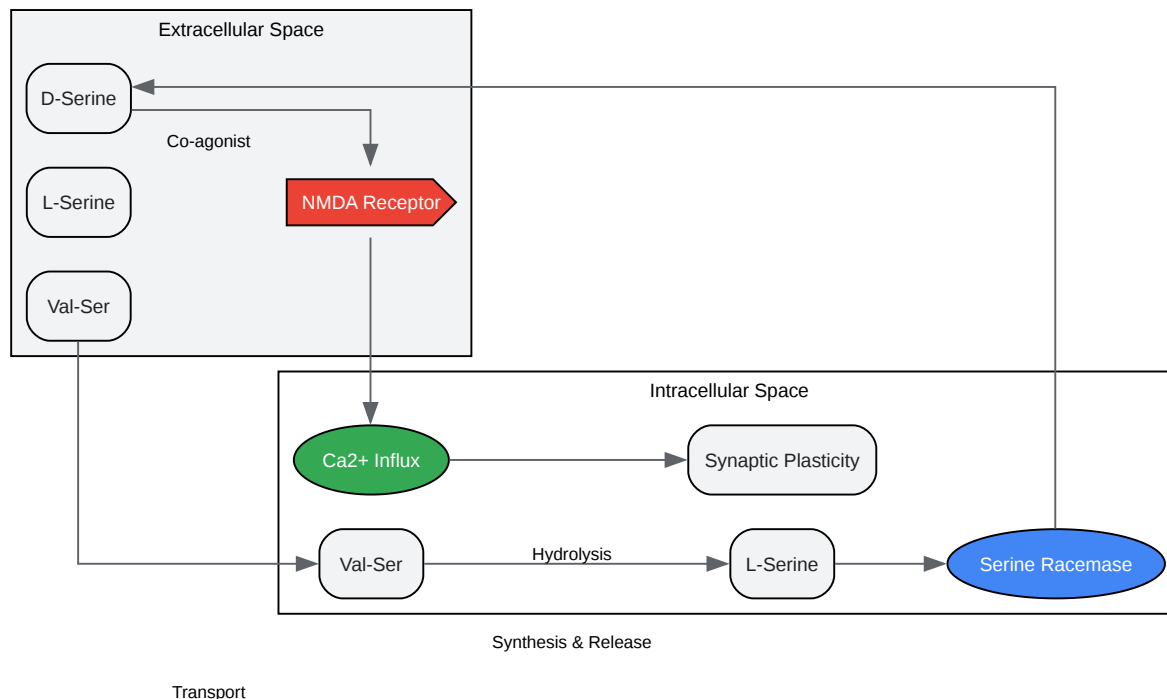 Extracellular Space
D-Serine
Co-agonist
L-Serine
NMDA Receptor
Val-Ser
Intracellular Space
Ca2+ Influx
Synaptic Plasticity
Val-Ser
Hydrolysis
L-Serine
Serine Racemase
Synthesis & Release
Transport